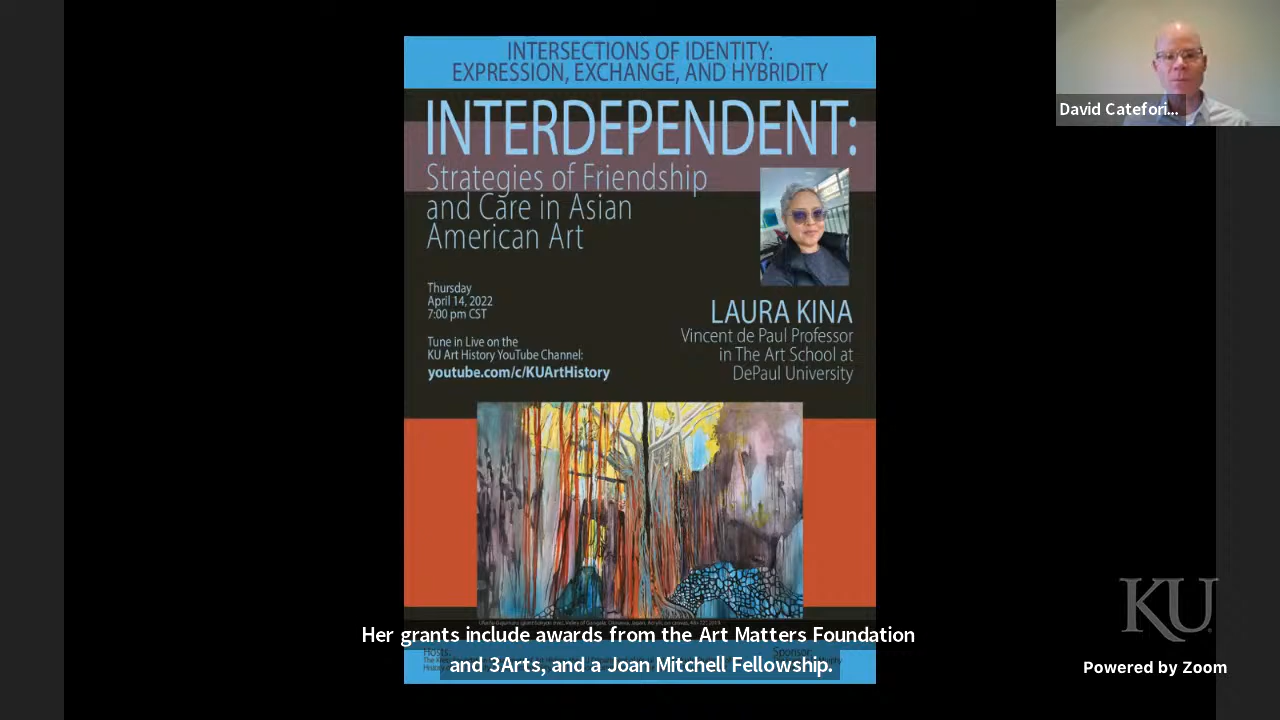 INTERSECTIONS OF IDENTITY:
EXPRESSION, EXCHANGE, AND HYBRIDITY
INTERDEPENDENT:
Strategies of Friendship
and Care in Asian
American Art
Thursday
April 14, 2022
7:00 pm CST
Tune in Live on the
KU Art History YouTube Channel:
youtube.com/c/KUArtHistory
LAURA KINA
Vincent de Paul Professor
in The Art School at
DePaul University
Hosts:
Sponsor:
Her grants include awards from the Art Matters Foundation
and 3Arts, and a Joan Mitchell Fellowship.
David Catefori...
KU
Powered by Zoom